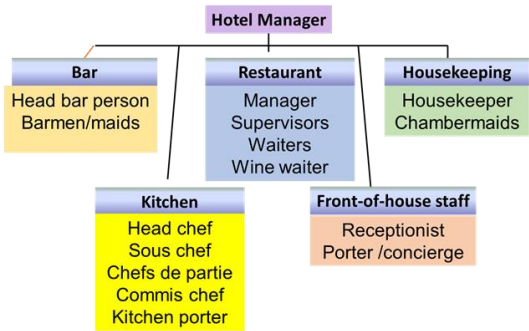 Hotel Manager
Bar
Head bar person
Barmen/maids
Restaurant
Manager
Supervisors
Waiters
Wine waiter
Housekeeping
Housekeeper
Chambermaids
Kitchen
Head chef
Sous chef
Chefs de partie
Commis chef
Kitchen porter
Front-of-house staff
Receptionist
Porter /concierge